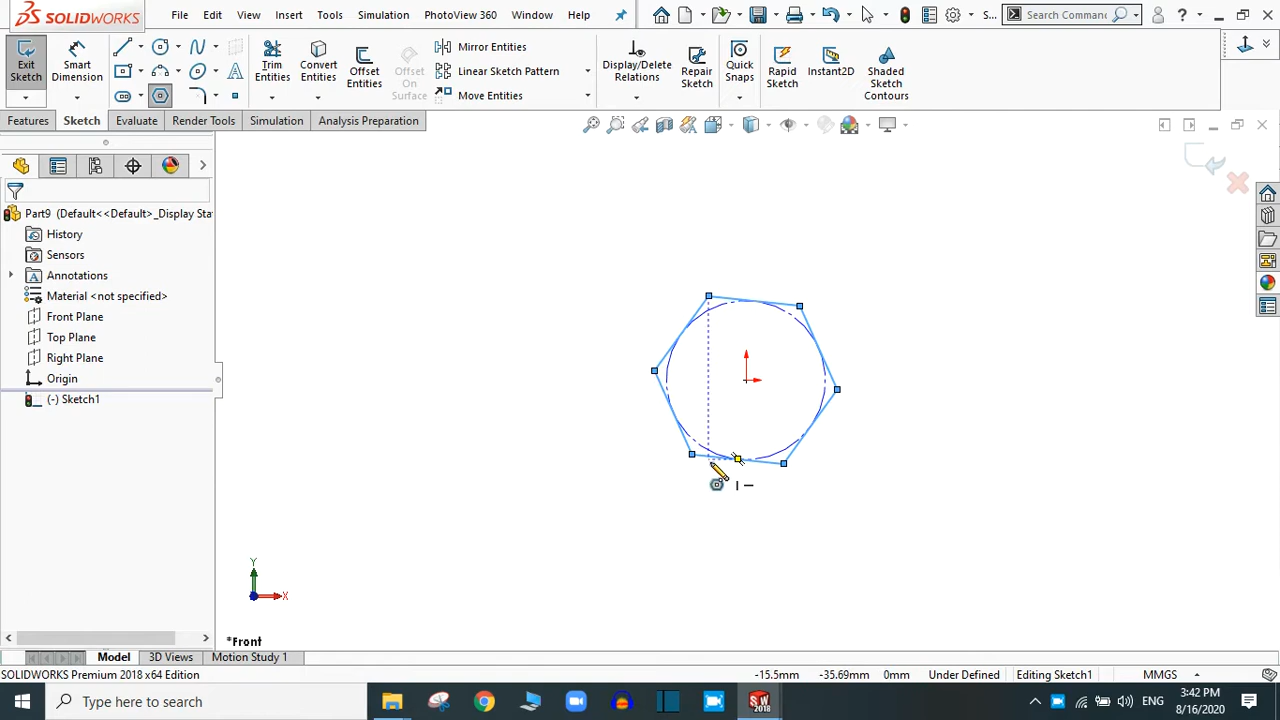 SOLIDWORKS File Edit View Insert Tools Simulation PhotoView 360 Window Help S... Search Commands ?
Exit Sketch Smart Dimension Trim Entities Convert Entities Offset Entities Offset On Surface Mirror Entities Linear Sketch Pattern Move Entities Display/Delete Relations Repair Sketch Quick Snaps Rapid Sketch Instant2D Shaded Sketch Contours
Features Sketch Evaluate Render Tools Simulation Analysis Preparation
Part9 (Default<<Default>_Display Sta
History
Sensors
Annotations
Material <not specified>
Front Plane
Top Plane
Right Plane
Origin
(-) Sketch1
Y
X
*Front
Model 3D Views Motion Study 1
SOLIDWORKS Premium 2018 x64 Edition -15.5mm -35.69mm 0mm Under Defined Editing Sketch1 MMGS
Type here to search SW 2018 ENG 3:42 PM
8/16/2020